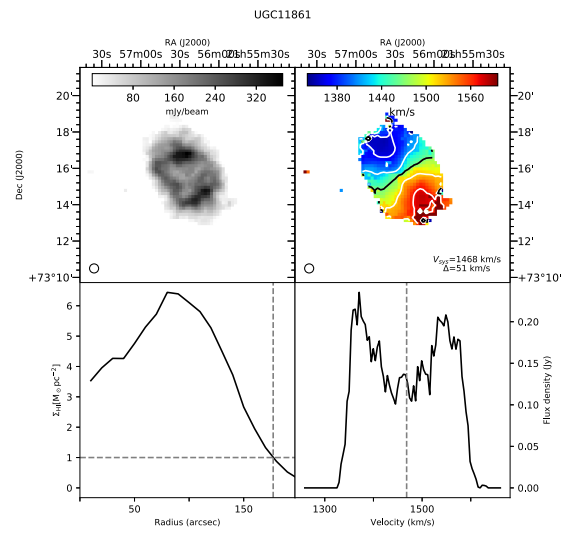 UGC11861
RA (J2000)
RA (J2000)
30s 57m00s 30s 56m00s 21h55m30s
30s 57m00s 30s 56m00s 21h55m30s
20'
18'
16'
14'
12'
+73°10'
Dec (J2000)
80 160 240 320
mJy/beam
1380 1440 1500 1560
km/s
20'
18'
16'
14'
12'
+73°10'
V_sys=1468 km/s
Δ=51 km/s
6
5
4
3
2
1
0
Σ_HI[M_⊙pc⁻²]
50 150
Radius (arcsec)
0.20
0.15
0.10
0.05
0.00
Flux density (Jy)
1300 1500
Velocity (km/s)